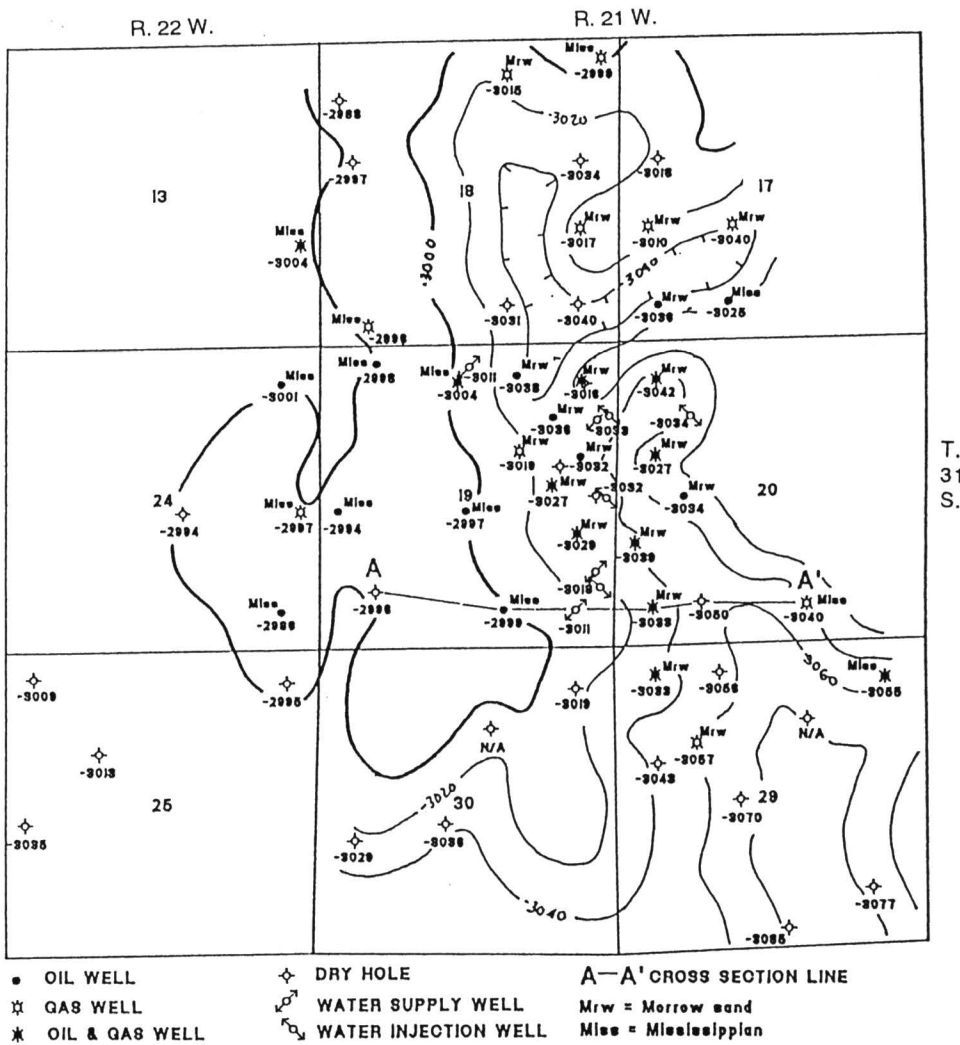 R. 22 W. R. 21 W.
Miss
-2999
Mrw
-3015
-2988
-3020
-2997
-3034
-3018
13
18
17
Miss
-3004
Mrw
-3017
Mrw
-3010
Mrw
-3040
-3000
-3040
-3031
-3040
Mrw
-3036
Miss
-3025
Miss
-2996
Miss
-2998
Miss
-3001
Miss
-3004
-3011
Mrw
-3038
Mrw
-3016
Mrw
-3042
Mrw
-3036
-3033
-3034
Mrw
-3019
Mrw
-3032
Mrw
-3027
T.
31
S.
24
19
20
-2994
Miss
-2997
Miss
-2994
Miss
-2997
Mrw
-3027
-3032
Mrw
-3034
Mrw
-3029
Mrw
-3039
A
A'
-2996
Miss
-2986
Miss
-2999
-3018
-3011
Mrw
-3033
-3050
Miss
-3040
-3060
-3009
-2995
-3019
Mrw
-3033
-3056
Miss
-3055
N/A
N/A
-3013
Mrw
-3057
-3043
25
30
29
-3020
-3035
-3029
-3036
-3070
-3040
-3077
-3085
OIL WELL
DRY HOLE
A—A' CROSS SECTION LINE
GAS WELL
WATER SUPPLY WELL
Mrw = Morrow sand
OIL & GAS WELL
WATER INJECTION WELL
Miss = Mississippian